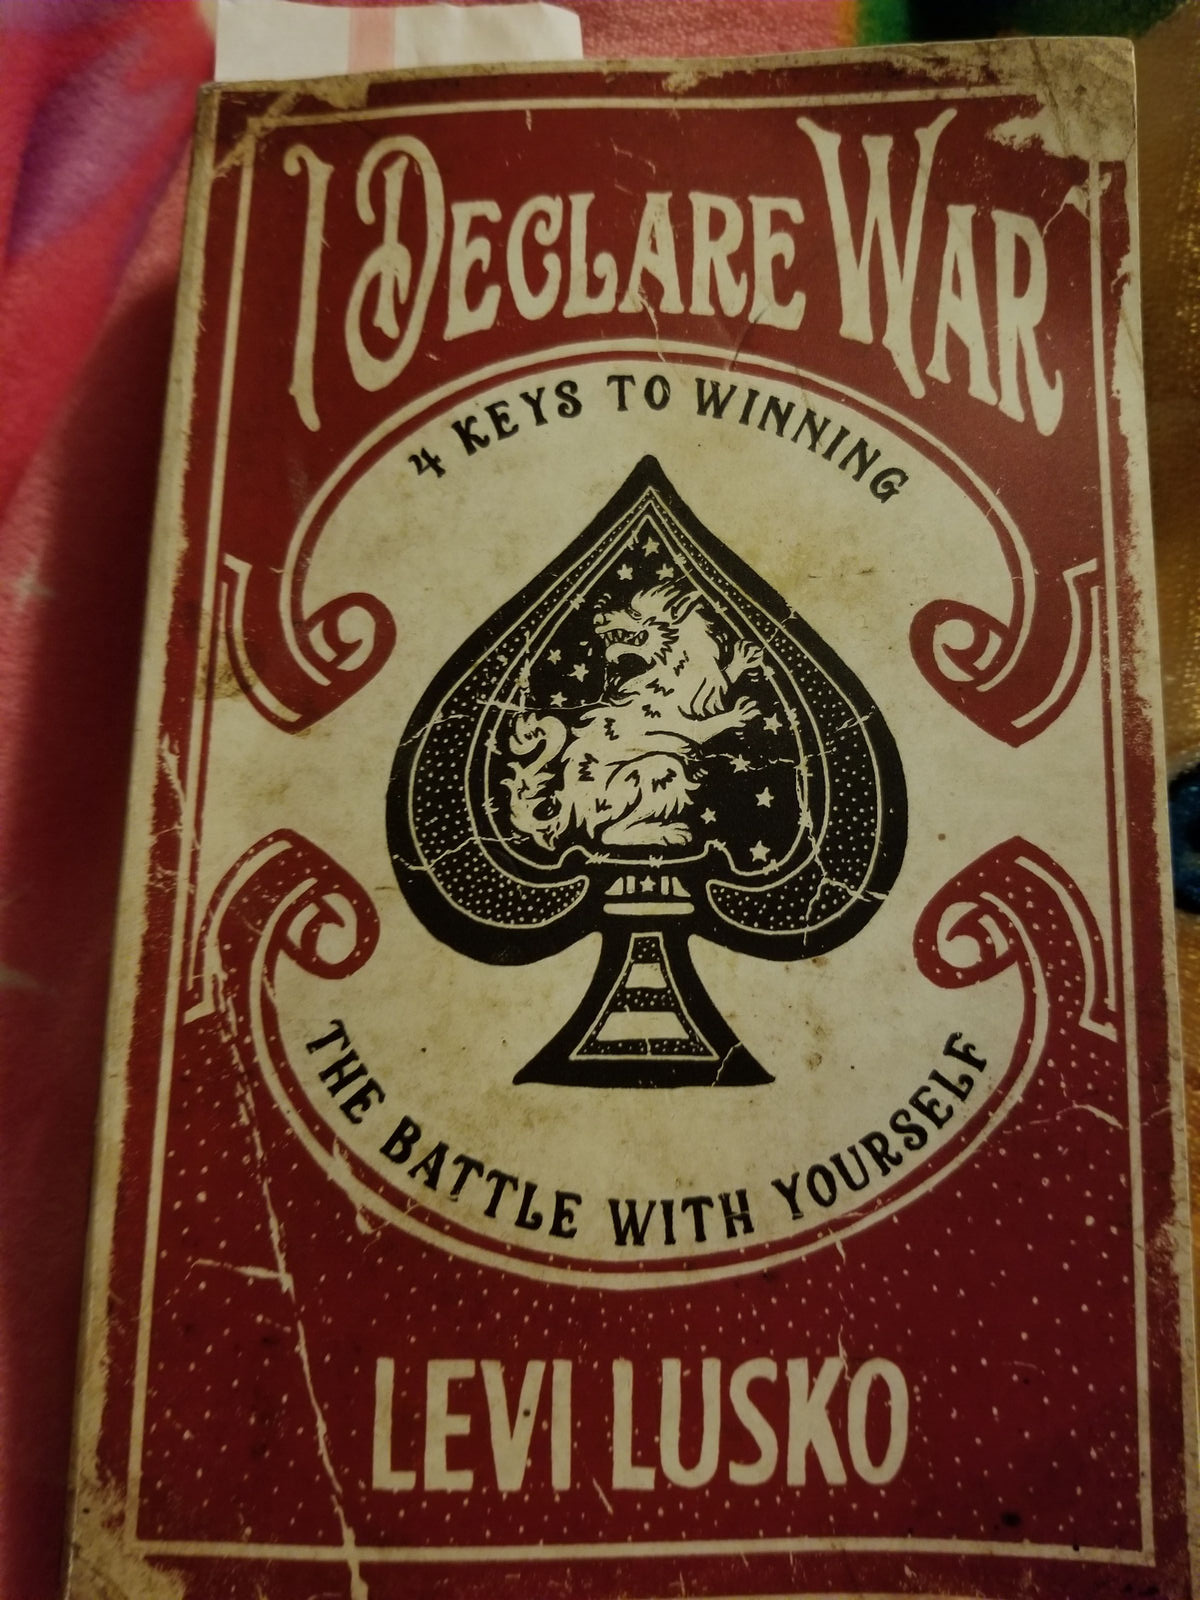 I DECLARE WAR
4 KEYS TO WINNING
THE BATTLE WITH YOURSELF
LEVI LUSKO